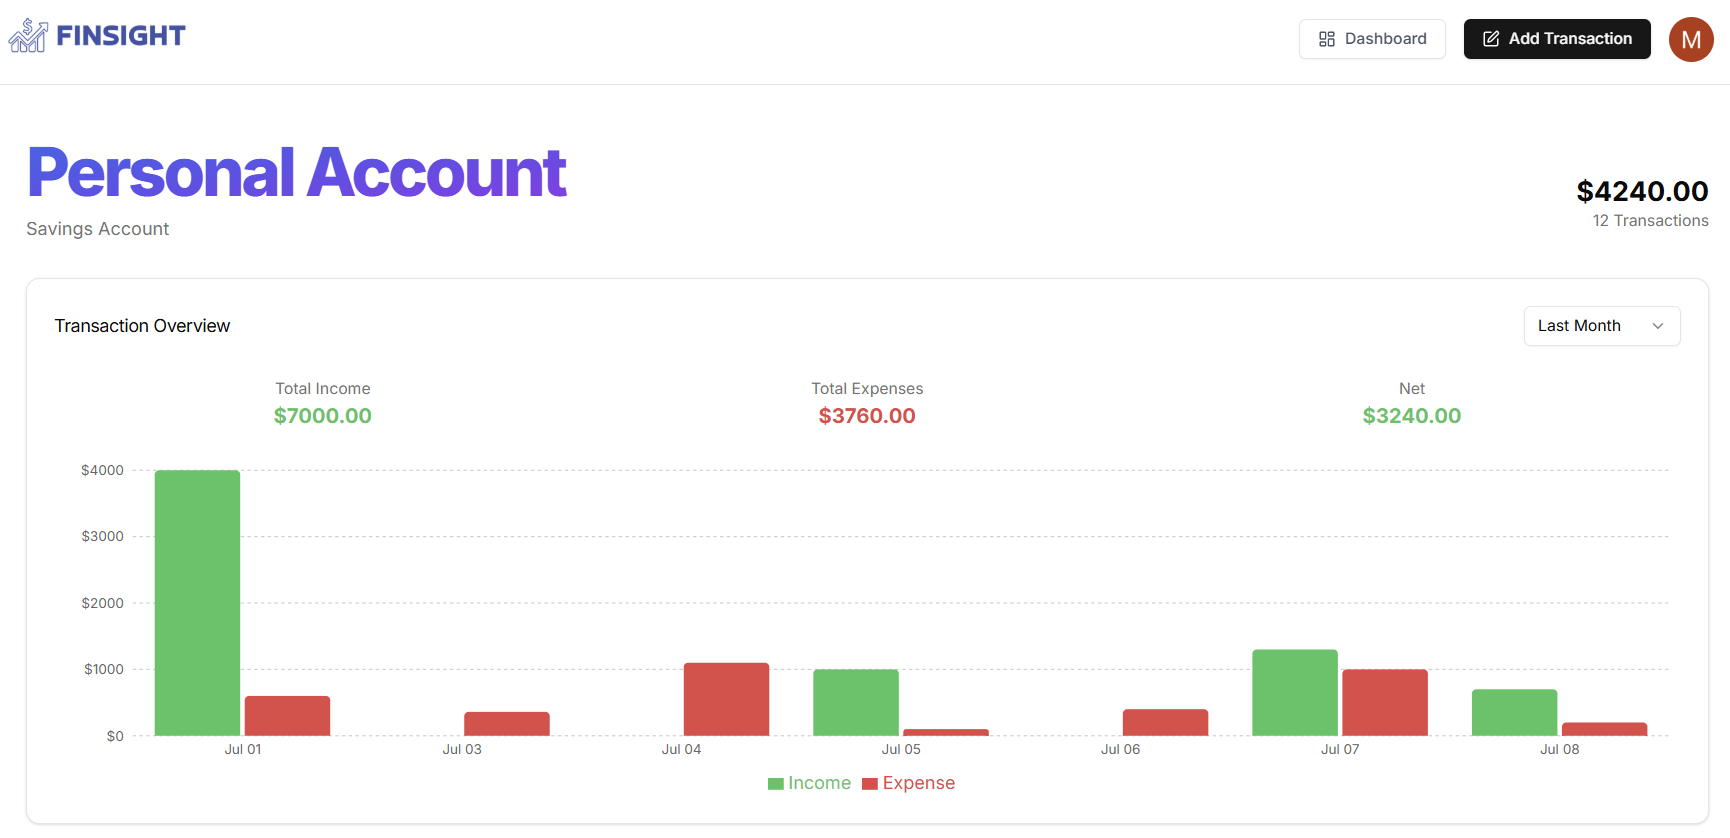 FINSIGHT
Dashboard
Add Transaction
M
Personal Account
Savings Account
$4240.00
12 Transactions
Transaction Overview
Last Month
Total Income
$7000.00
Total Expenses
$3760.00
Net
$3240.00
$4000
$3000
$2000
$1000
$0
Jul 01 Jul 03 Jul 04 Jul 05 Jul 06 Jul 07 Jul 08
Income Expense